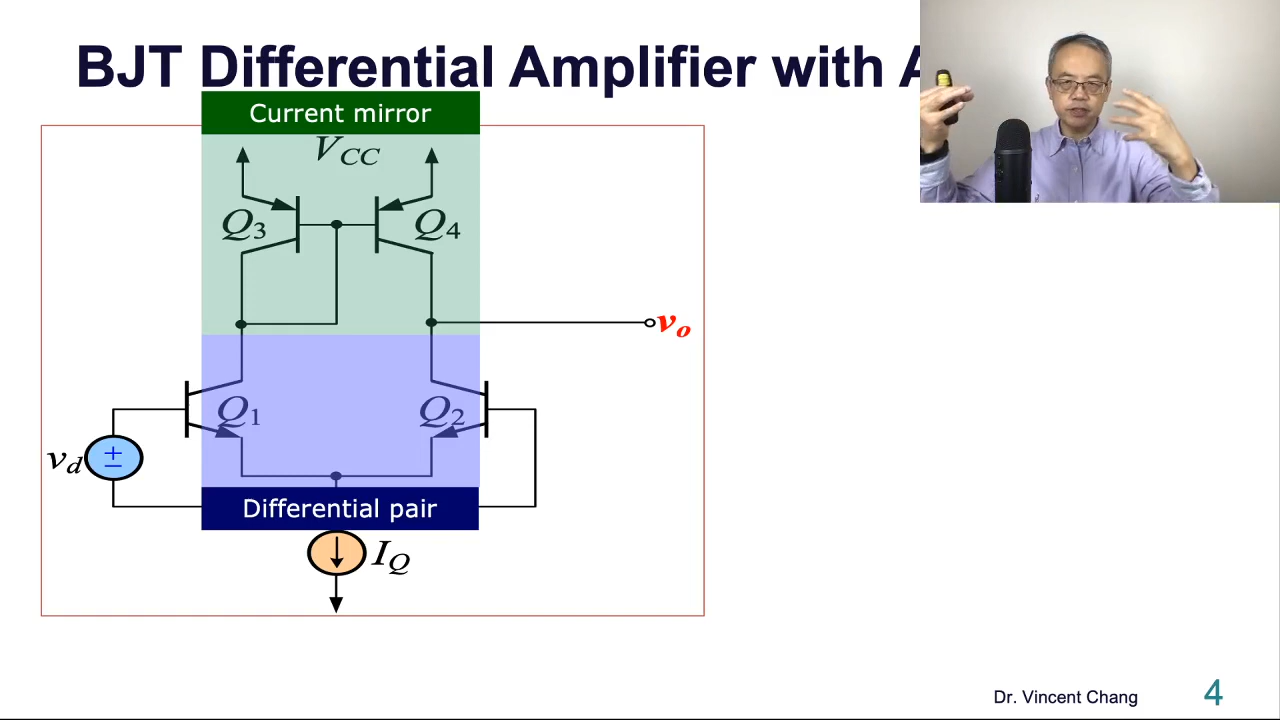 BJT Differential Amplifier with A
Current mirror
VCC
Q3
Q4
vo
Q1
Q2
vd
±
Differential pair
IQ
Dr. Vincent Chang
4